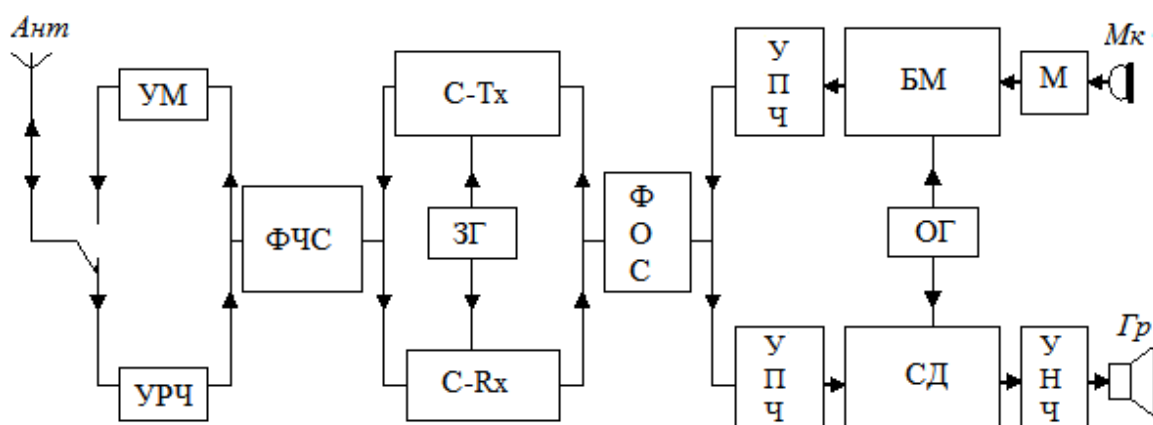 Ант
УМ
УРЧ
ФЧС
С-Тх
ЗГ
С-Rx
Ф
О
С
У
П
Ч
У
П
Ч
БМ
ОГ
СД
М
Мк
У
Н
Ч
Гр